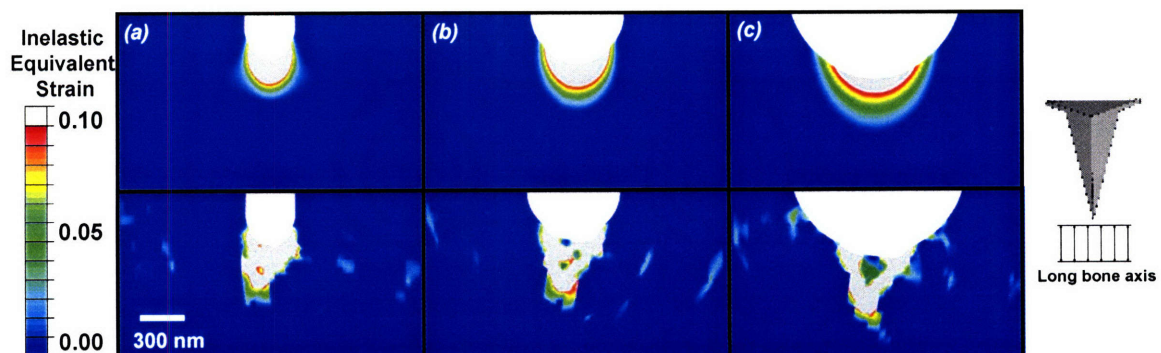 Inelastic
Equivalent
Strain
0.10
0.05
0.00
(a)
(b)
(c)
300 nm
Long bone axis